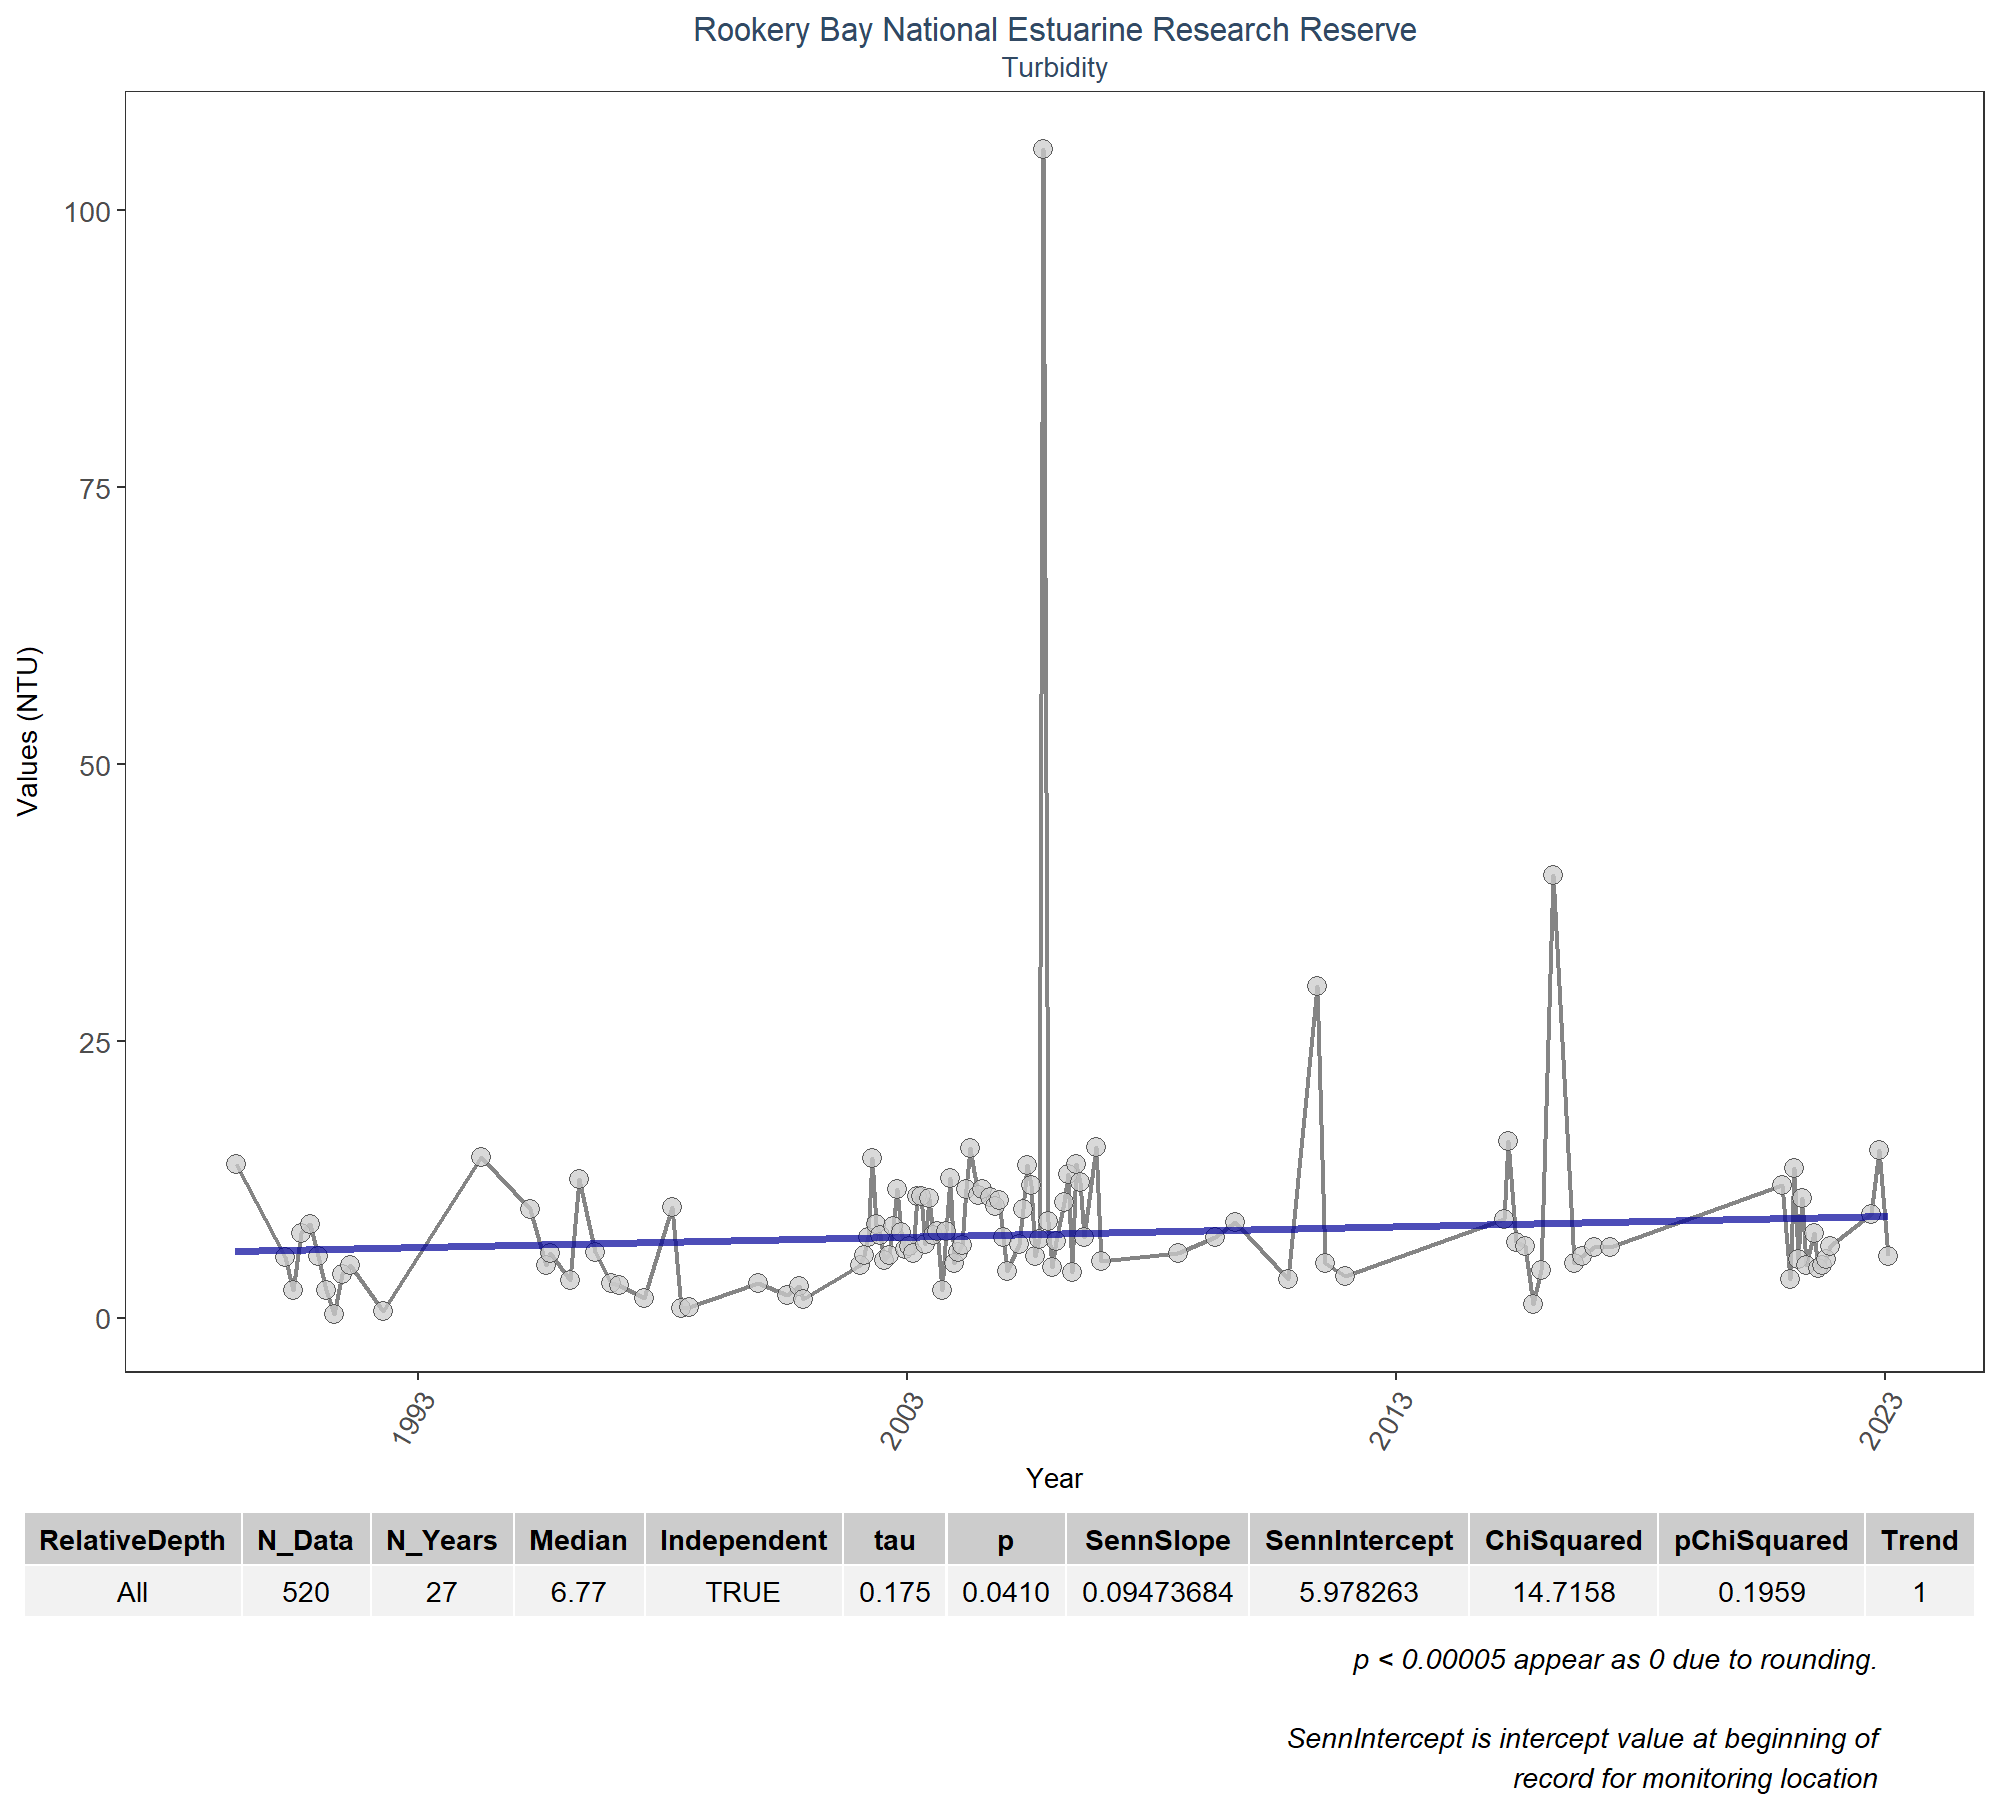 Rookery Bay National Estuarine Research Reserve
Turbidity
Values (NTU)
100
75
50
25
0
1993
2003
2013
2023
Year
RelativeDepth N_Data N_Years Median Independent tau p SennSlope SennIntercept ChiSquared pChiSquared Trend
All 520 27 6.77 TRUE 0.175 0.0410 0.09473684 5.978263 14.7158 0.1959 1
p < 0.00005 appear as 0 due to rounding.
SennIntercept is intercept value at beginning of
record for monitoring location